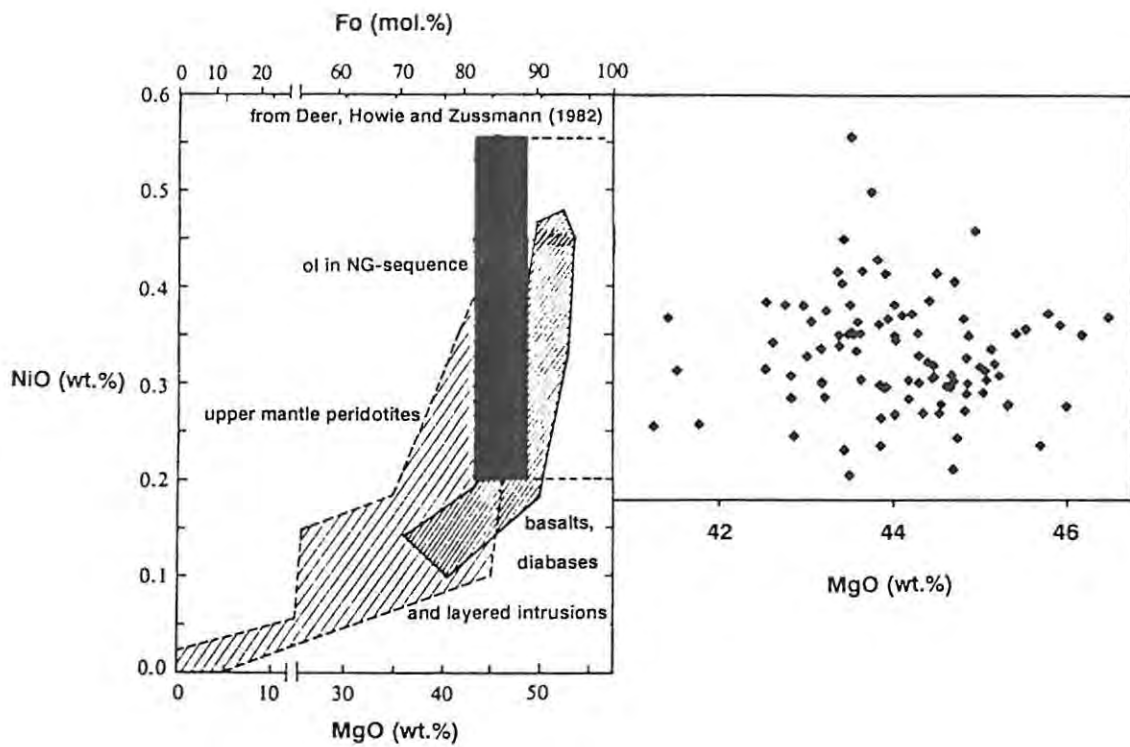 Fo (mol.%)
0 10 20 60 70 80 90 100
0.6
from Deer, Howie and Zussmann (1982)
0.5
ol in NG-sequence
0.4
NiO (wt.%)
0.3
upper mantle peridotites
0.2
basalts,
diabases
0.1
and layered intrusions
0.0
0 10 30 40 50
MgO (wt.%)
42 44 46
MgO (wt.%)